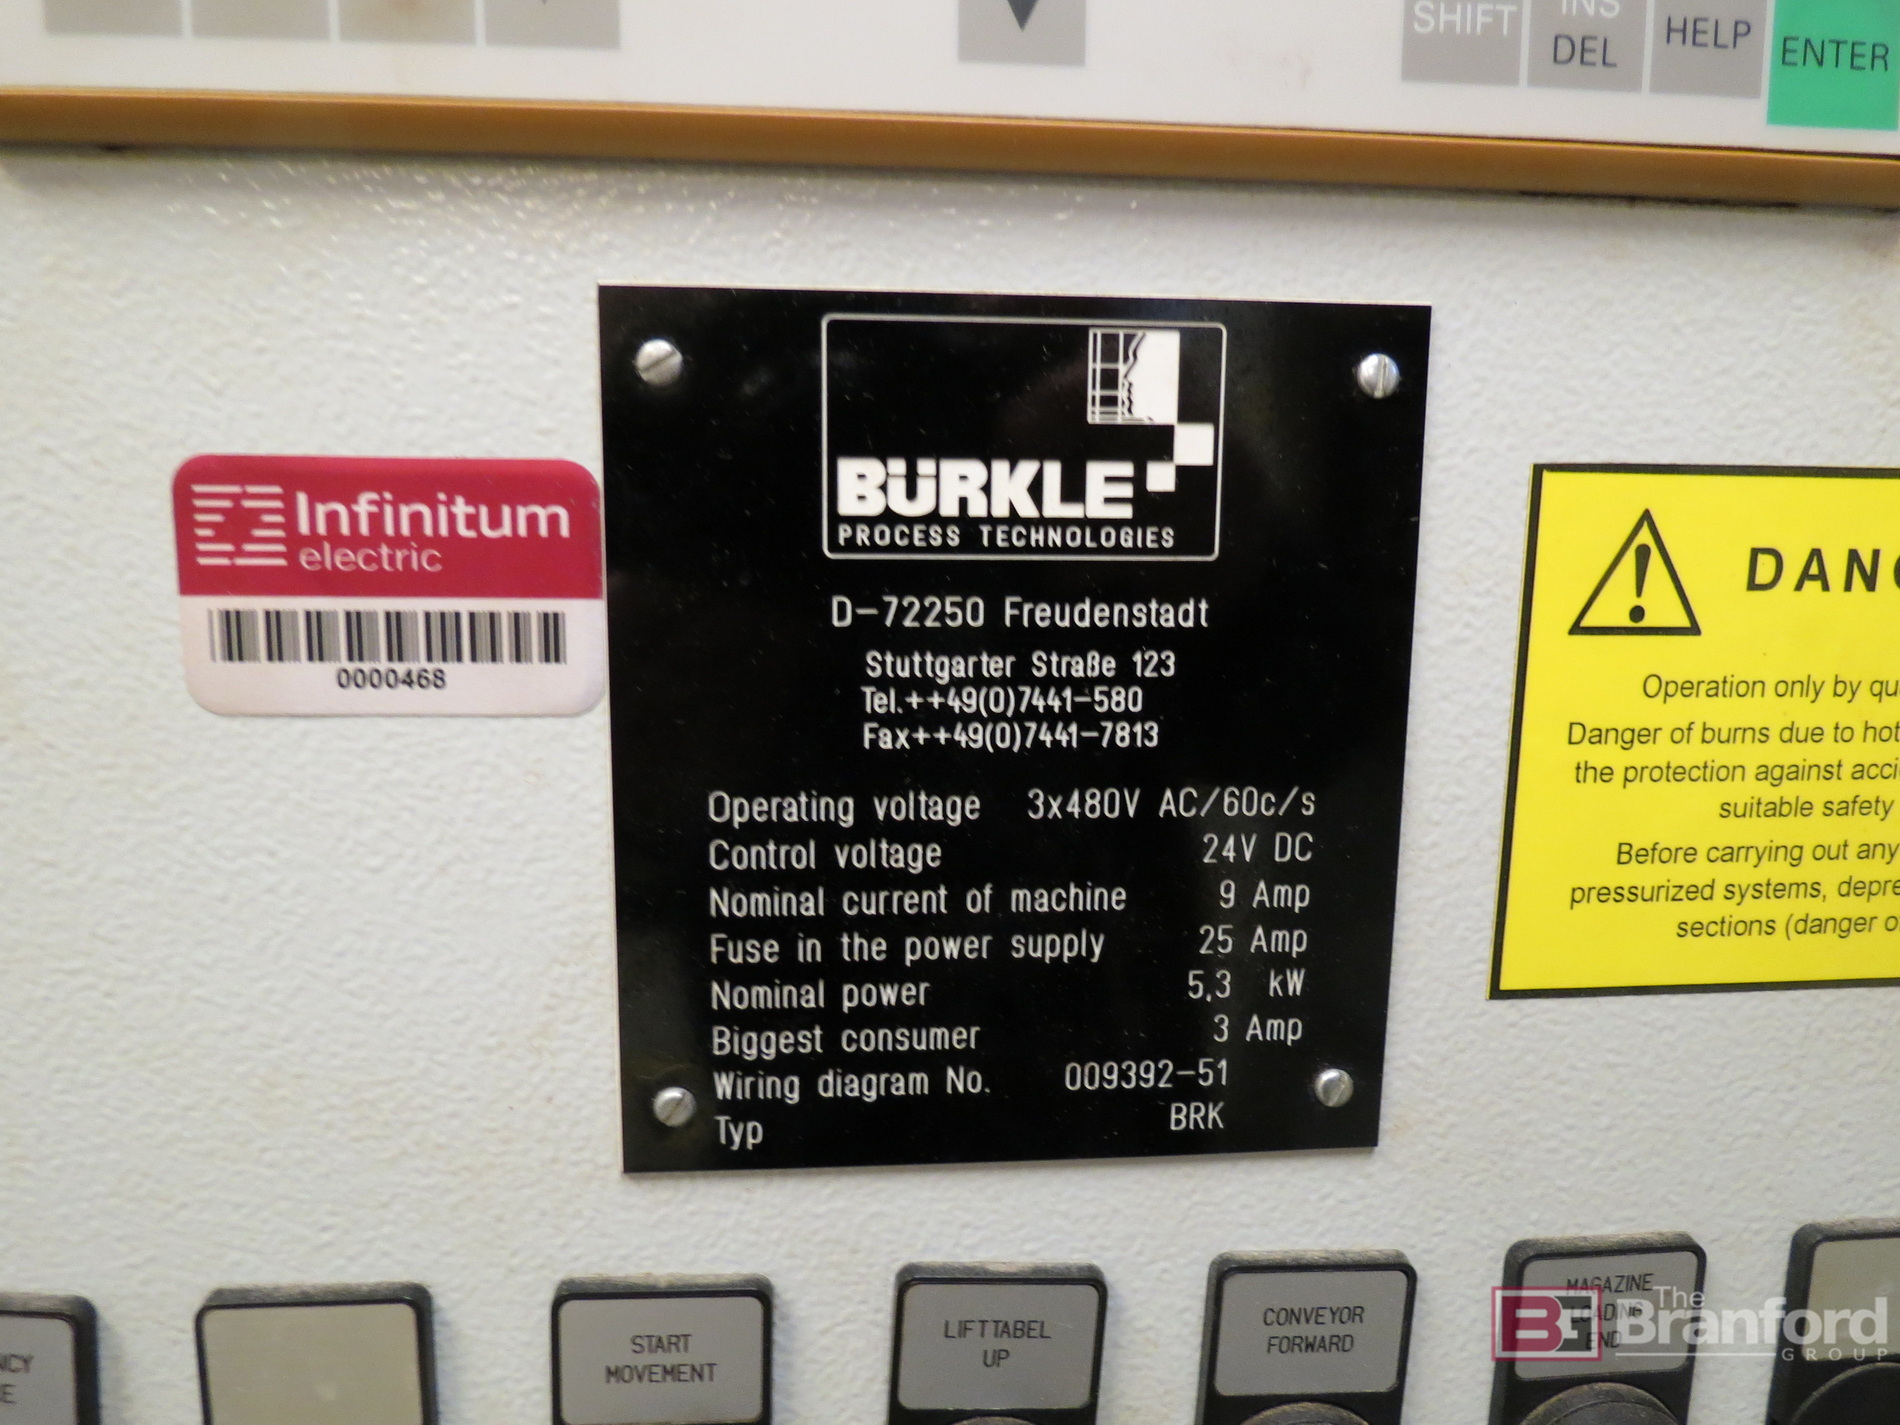 SHIFT
INS
DEL
HELP
ENTER
BÜRKLE
PROCESS TECHNOLOGIES
D-72250 Freudenstadt
Stuttgarter Straße 123
Tel.++49(0)7441-580
Fax++49(0)7441-7813
Operating voltage 3x480V AC/60c/s
Control voltage 24V DC
Nominal current of machine 9 Amp
Fuse in the power supply 25 Amp
Nominal power 5,3 kW
Biggest consumer 3 Amp
Wiring diagram No. 009392-51
Typ BRK
Infinitum
electric
0000468
Operation only by
Danger of burns due to hot
the protection against
suitable safety
Before carrying out any
pressurized systems,
sections (danger
START
MOVEMENT
LIFTTABEL
UP
CONVEYOR
FORWARD
MAGAZINE
LOADING
END
The
Branford
GROUP